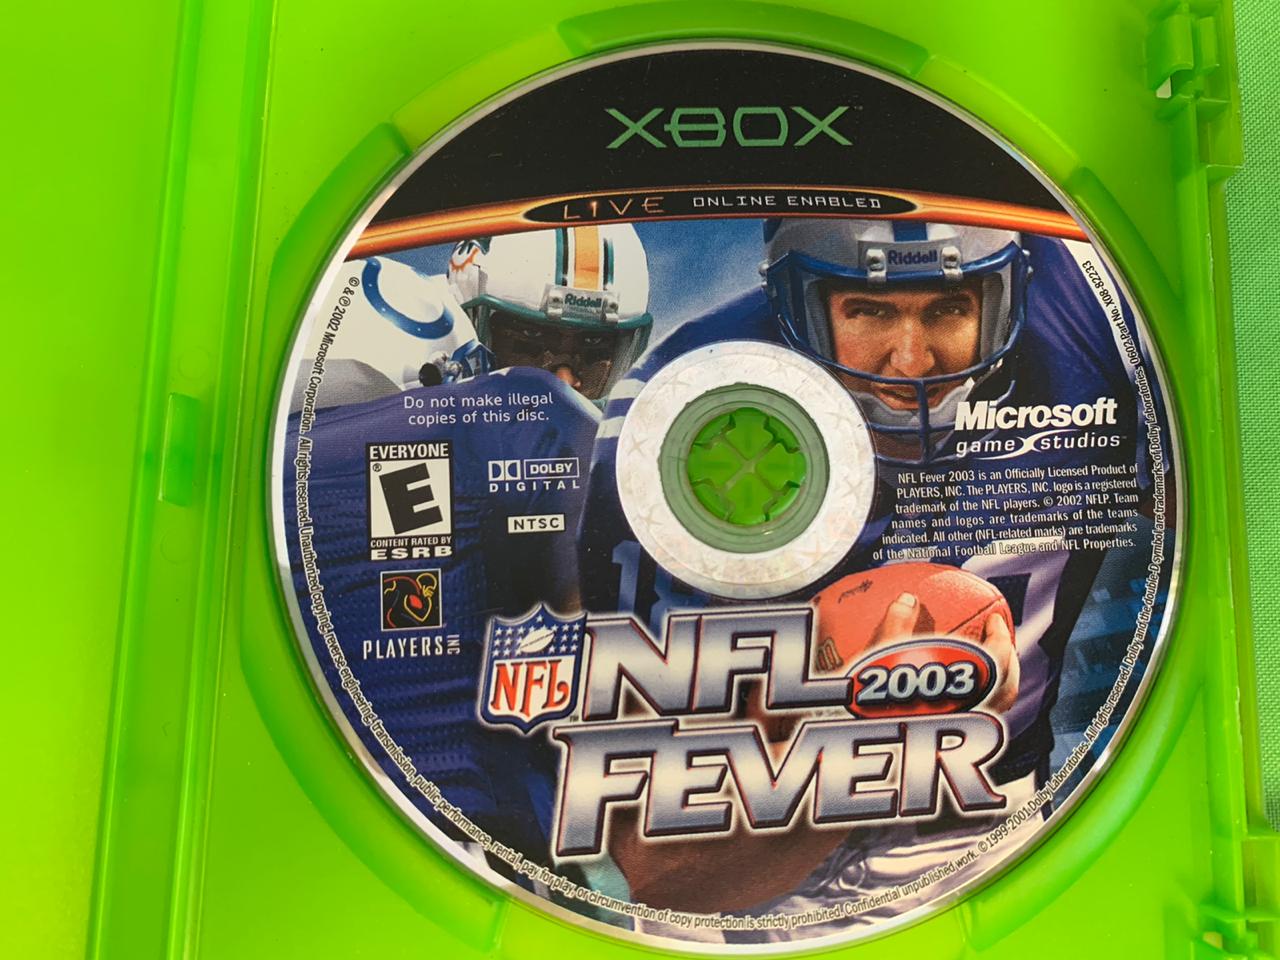 XBOX
LIVE ONLINE ENABLED
Riddell
Riddell
Do not make illegal
copies of this disc.
EVERYONE
E
CONTENT RATED BY
ESRB
DOLBY
DIGITAL
NTSC
PLAYERS INC
Microsoft
game studios
NFL Fever 2003 is an Officially Licensed Product of
PLAYERS, INC. The PLAYERS, INC. logo is a registered
trademark of the NFL players. © 2002 NFLP. Team
names and logos are trademarks of the teams
indicated. All other (NFL-related marks) are trademarks
of the National Football League and NFL Properties.
NFL
NFL 2003
FEVER
© & ℗ 2002 Microsoft Corporation. All rights reserved. Unauthorized copying, reverse engineering, transmission, public performance, rental, pay for play, or circumvention of copy protection is strictly prohibited. Confidential unpublished work. © 1999-2001 Dolby Laboratories. All rights reserved. Dolby and the double-D symbol are trademarks of Dolby Laboratories. 0902 Part No. X08-82233